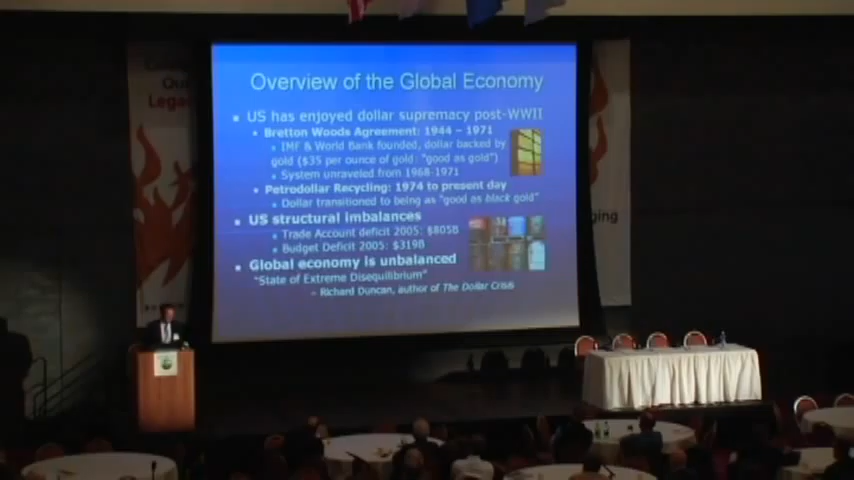 Our
Legac
Overview of the Global Economy
US has enjoyed dollar supremacy post-WWII
Bretton Woods Agreement: 1944 – 1971
IMF & World Bank founded, dollar backed by
gold ($35 per ounce of gold: "good as gold")
System unraveled from 1968-1971
Petrodollar Recycling: 1974 to present day
Dollar transitioned to being as "good as black gold"
US structural imbalances
Trade Account deficit 2005: $805B
Budget Deficit 2005: $319B
Global economy is unbalanced
"State of Extreme Disequilibrium"
– Richard Duncan, author of The Dollar Crisis
ging